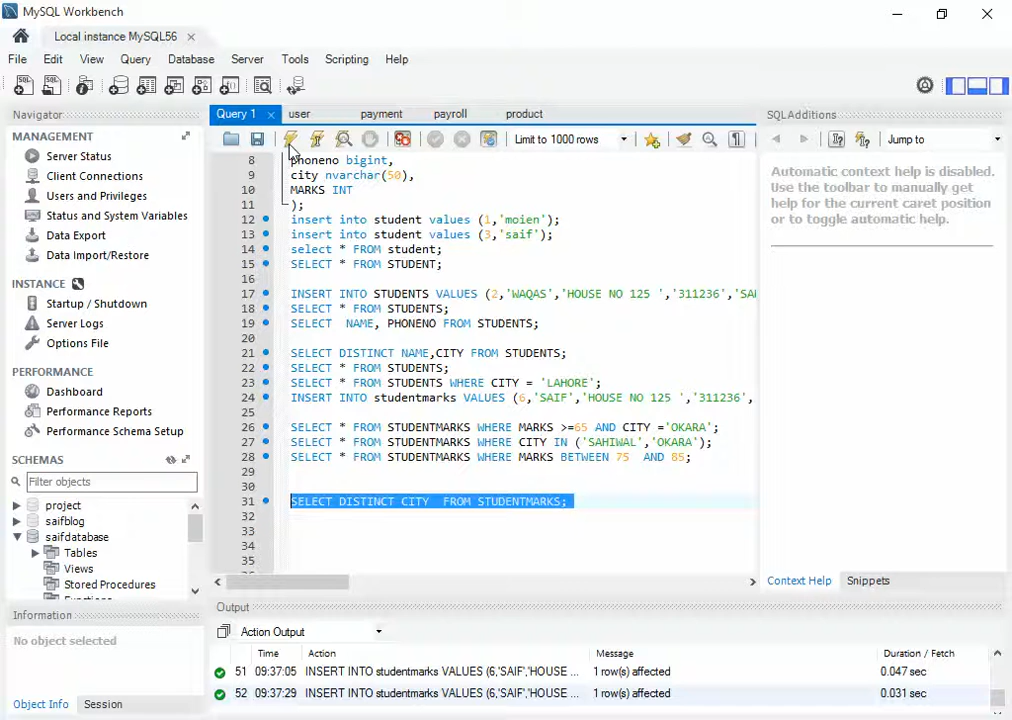 MySQL Workbench
Local instance MySQL56
File Edit View Query Database Server Tools Scripting Help
Navigator
MANAGEMENT
Server Status
Client Connections
Users and Privileges
Status and System Variables
Data Export
Data Import/Restore
INSTANCE
Startup / Shutdown
Server Logs
Options File
PERFORMANCE
Dashboard
Performance Reports
Performance Schema Setup
SCHEMAS
Filter objects
project
saifblog
saifdatabase
Tables
Views
Stored Procedures
Functions
Information
No object selected
Object Info Session
Query 1 user payment payroll product
Limit to 1000 rows
8 phoneno bigint,
9 city nvarchar(50),
10 MARKS INT
11 );
12 insert into student values (1,'moien');
13 insert into student values (3,'saif');
14 select * FROM student;
15 SELECT * FROM STUDENT;
16
17 INSERT INTO STUDENTS VALUES (2,'WAQAS','HOUSE NO 125 ','311236','SA
18 SELECT * FROM STUDENTS;
19 SELECT  NAME, PHONENO FROM STUDENTS;
20
21 SELECT DISTINCT NAME,CITY FROM STUDENTS;
22 SELECT * FROM STUDENTS;
23 SELECT * FROM STUDENTS WHERE CITY = 'LAHORE';
24 INSERT INTO studentmarks VALUES (6,'SAIF','HOUSE NO 125 ','311236',
25
26 SELECT * FROM STUDENTMARKS WHERE MARKS >=65 AND CITY ='OKARA';
27 SELECT * FROM STUDENTMARKS WHERE CITY IN ('SAHIWAL','OKARA');
28 SELECT * FROM STUDENTMARKS WHERE MARKS BETWEEN 75  AND 85;
29
30
31 SELECT DISTINCT CITY  FROM STUDENTMARKS;
32
33
34
35
SQLAdditions
Jump to
Automatic context help is disabled.
Use the toolbar to manually get
help for the current caret position
or to toggle automatic help.
Context Help Snippets
Output
Action Output
Time Action Message Duration / Fetch
51 09:37:05 INSERT INTO studentmarks VALUES (6,'SAIF','HOUSE ... 1 row(s) affected 0.047 sec
52 09:37:29 INSERT INTO studentmarks VALUES (6,'SAIF','HOUSE ... 1 row(s) affected 0.031 sec